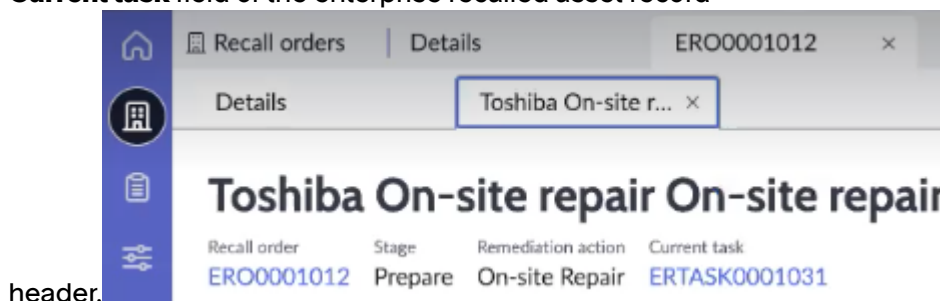 Current task field of the enterprise recalled asset record
Recall orders Details ERO0001012 ×
Details Toshiba On-site r... ×
Toshiba On-site repair On-site repair
Recall order Stage Remediation action Current task
ERO0001012 Prepare On-site Repair ERTASK0001031
header.